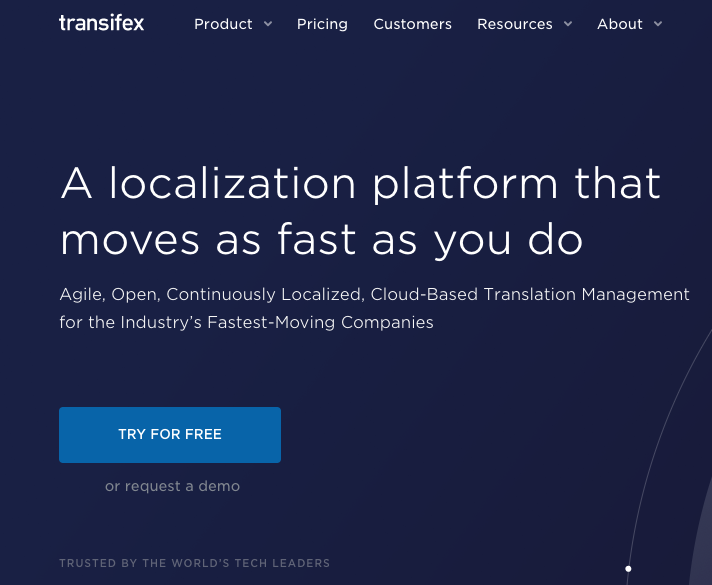 transifex Product Pricing Customers Resources About
A localization platform that
moves as fast as you do
Agile, Open, Continuously Localized, Cloud-Based Translation Management
for the Industry’s Fastest-Moving Companies
TRY FOR FREE
or request a demo
TRUSTED BY THE WORLD'S TECH LEADERS